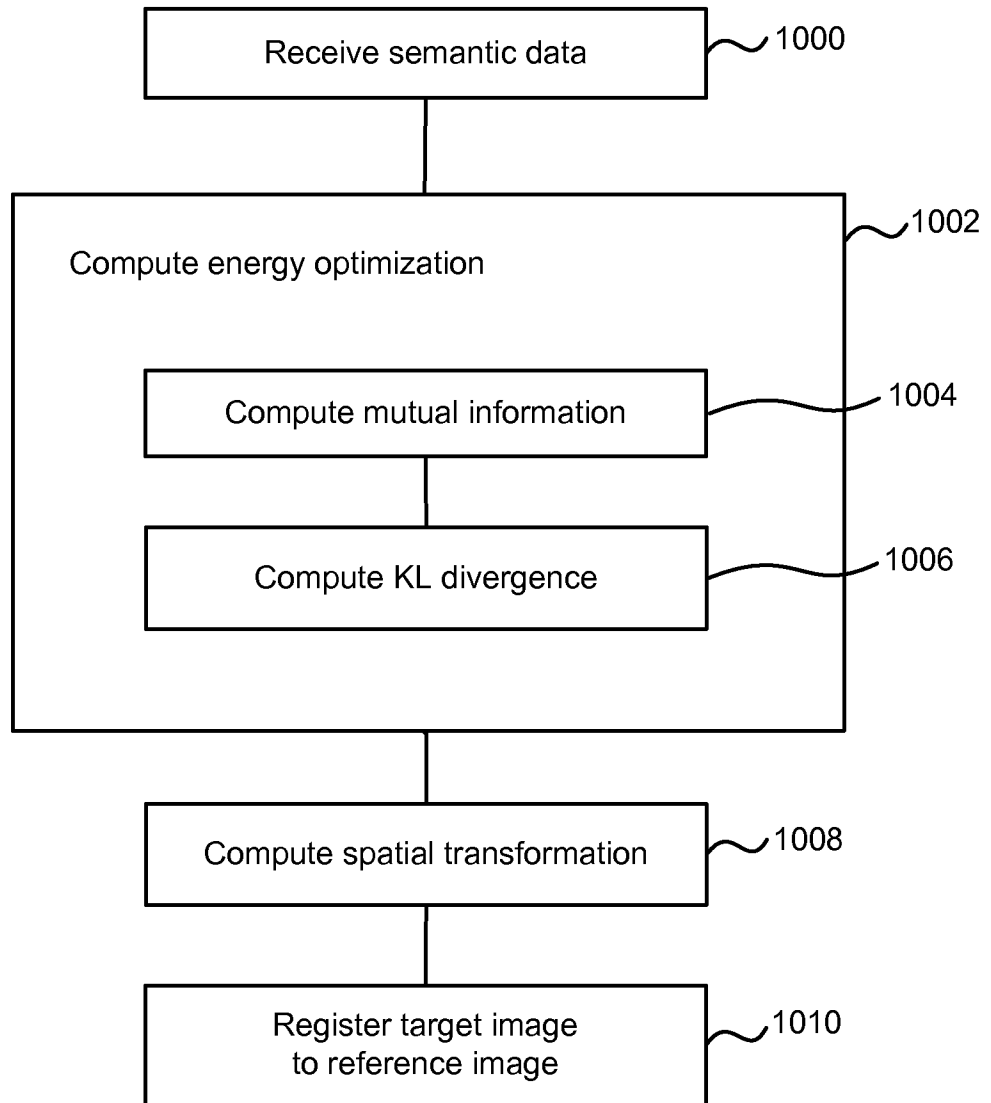 Receive semantic data
1000
1002
Compute energy optimization
Compute mutual information
1004
Compute KL divergence
1006
Compute spatial transformation
1008
Register target image
to reference image
1010